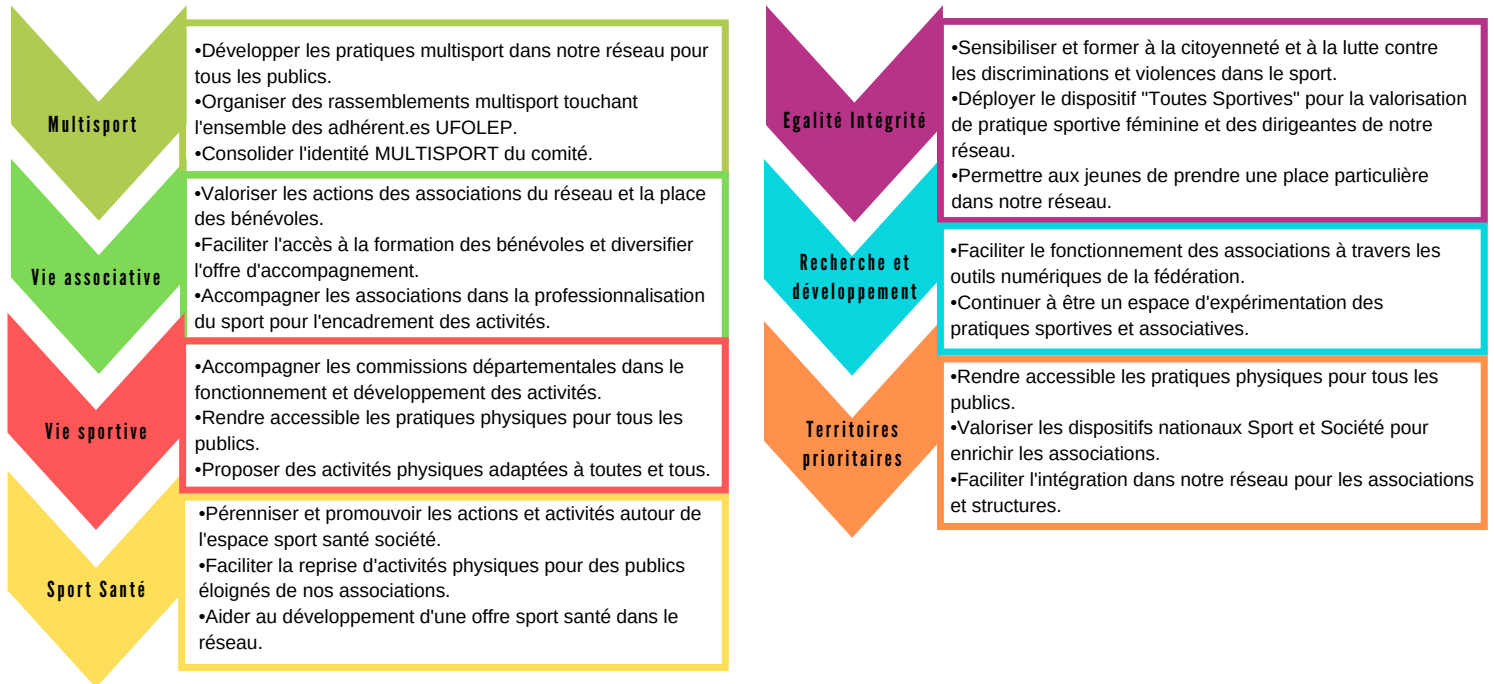 Multisport
•Développer les pratiques multisport dans notre réseau pour
tous les publics.
•Organiser des rassemblements multisport touchant
l'ensemble des adhérent.es UFOLEP.
•Consolider l'identité MULTISPORT du comité.
Vie associative
•Valoriser les actions des associations du réseau et la place
des bénévoles.
•Faciliter l'accès à la formation des bénévoles et diversifier
l'offre d'accompagnement.
•Accompagner les associations dans la professionnalisation
du sport pour l'encadrement des activités.
Vie sportive
•Accompagner les commissions départementales dans le
fonctionnement et développement des activités.
•Rendre accessible les pratiques physiques pour tous les
publics.
•Proposer des activités physiques adaptées à toutes et tous.
Sport Santé
•Pérenniser et promouvoir les actions et activités autour de
l'espace sport santé société.
•Faciliter la reprise d'activités physiques pour des publics
éloignés de nos associations.
•Aider au développement d'une offre sport santé dans le
réseau.
Egalité Intégrité
•Sensibiliser et former à la citoyenneté et à la lutte contre
les discriminations et violences dans le sport.
•Déployer le dispositif "Toutes Sportives" pour la valorisation
de pratique sportive féminine et des dirigeantes de notre
réseau.
•Permettre aux jeunes de prendre une place particulière
dans notre réseau.
Recherche et
développement
•Faciliter le fonctionnement des associations à travers les
outils numériques de la fédération.
•Continuer à être un espace d'expérimentation des
pratiques sportives et associatives.
Territoires
prioritaires
•Rendre accessible les pratiques physiques pour tous les
publics.
•Valoriser les dispositifs nationaux Sport et Société pour
enrichir les associations.
•Faciliter l'intégration dans notre réseau pour les associations
et structures.